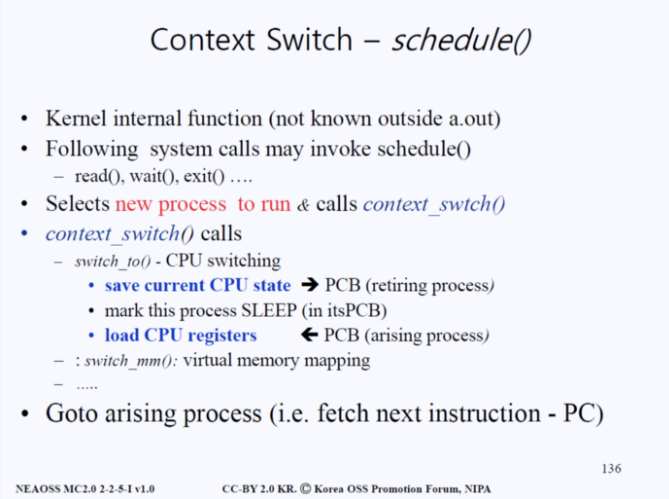 Context Switch – schedule()
• Kernel internal function (not known outside a.out)
• Following system calls may invoke schedule()
– read(), wait(), exit() ….
• Selects new process to run & calls context_swtch()
• context_switch() calls
– switch_to() - CPU switching
• save current CPU state ➔ PCB (retiring process)
• mark this process SLEEP (in itsPCB)
• load CPU registers 🡸 PCB (arising process)
– : switch_mm(): virtual memory mapping
– .....
• Goto arising process (i.e. fetch next instruction - PC)
136
NEAOSS MC2.0 2-2-5-I v1.0 CC-BY 2.0 KR. Ⓒ Korea OSS Promotion Forum, NIPA